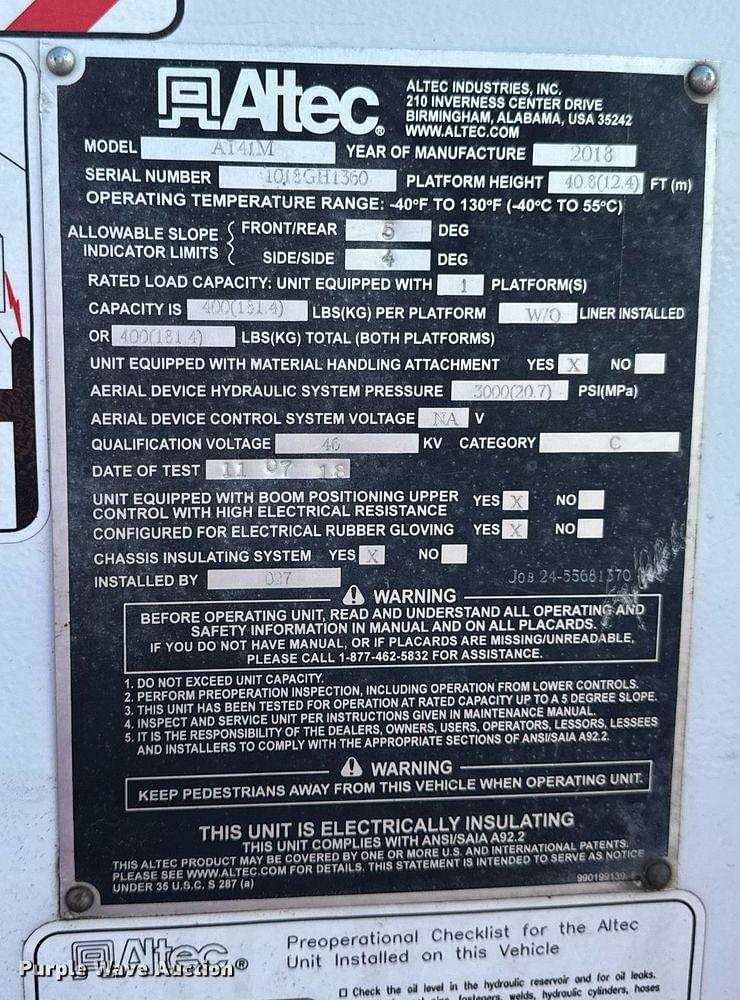 Altec
ALTEC INDUSTRIES, INC.
210 INVERNESS CENTER DRIVE
BIRMINGHAM, ALABAMA, USA 35242
WWW.ALTEC.COM
MODEL AT41M YEAR OF MANUFACTURE 2018
SERIAL NUMBER 1018GH1360 PLATFORM HEIGHT 40.8(12.4) FT (m)
OPERATING TEMPERATURE RANGE: -40°F TO 130°F (-40°C TO 55°C)
ALLOWABLE SLOPE INDICATOR LIMITS { FRONT/REAR 5 DEG
SIDE/SIDE 4 DEG
RATED LOAD CAPACITY: UNIT EQUIPPED WITH 1 PLATFORM(S)
CAPACITY IS 400(181.4) LBS(KG) PER PLATFORM W/O LINER INSTALLED
OR 400(181.4) LBS(KG) TOTAL (BOTH PLATFORMS)
UNIT EQUIPPED WITH MATERIAL HANDLING ATTACHMENT YES X NO
AERIAL DEVICE HYDRAULIC SYSTEM PRESSURE 3000(20.7) PSI(MPa)
AERIAL DEVICE CONTROL SYSTEM VOLTAGE NA V
QUALIFICATION VOLTAGE 46 KV CATEGORY C
DATE OF TEST 11 07 18
UNIT EQUIPPED WITH BOOM POSITIONING UPPER
CONTROL WITH HIGH ELECTRICAL RESISTANCE YES X NO
CONFIGURED FOR ELECTRICAL RUBBER GLOVING YES X NO
CHASSIS INSULATING SYSTEM YES X NO
INSTALLED BY 027 JOB 24-55681370
WARNING
BEFORE OPERATING UNIT, READ AND UNDERSTAND ALL OPERATING AND
SAFETY INFORMATION IN MANUAL AND ON ALL PLACARDS.
IF YOU DO NOT HAVE MANUAL, OR IF PLACARDS ARE MISSING/UNREADABLE,
PLEASE CALL 1-877-462-5832 FOR ASSISTANCE.
1. DO NOT EXCEED UNIT CAPACITY.
2. PERFORM PREOPERATION INSPECTION, INCLUDING OPERATION FROM LOWER CONTROLS.
3. THIS UNIT HAS BEEN TESTED FOR OPERATION AT RATED CAPACITY UP TO A 5 DEGREE SLOPE.
4. INSPECT AND SERVICE UNIT PER INSTRUCTIONS GIVEN IN MAINTENANCE MANUAL.
5. IT IS THE RESPONSIBILITY OF THE DEALERS, OWNERS, USERS, OPERATORS, LESSORS, LESSEES
AND INSTALLERS TO COMPLY WITH THE APPROPRIATE SECTIONS OF ANSI/SAIA A92.2.
WARNING
KEEP PEDESTRIANS AWAY FROM THIS VEHICLE WHEN OPERATING UNIT.
THIS UNIT IS ELECTRICALLY INSULATING
THIS UNIT COMPLIES WITH ANSI/SAIA A92.2
THIS ALTEC PRODUCT MAY BE COVERED BY ONE OR MORE U.S. AND INTERNATIONAL PATENTS.
PLEASE SEE WWW.ALTEC.COM FOR DETAILS. THIS STATEMENT IS INTENDED TO SERVE AS NOTICE
UNDER 35 U.S.C. S 287 (a)
990199139
Altec®
Preoperational Checklist for the Altec
Unit Installed on this Vehicle
Check the oil level in the hydraulic reservoir and for oil leaks.
fasteners, welds, hydraulic cylinders, hoses
Purple Wave Auction